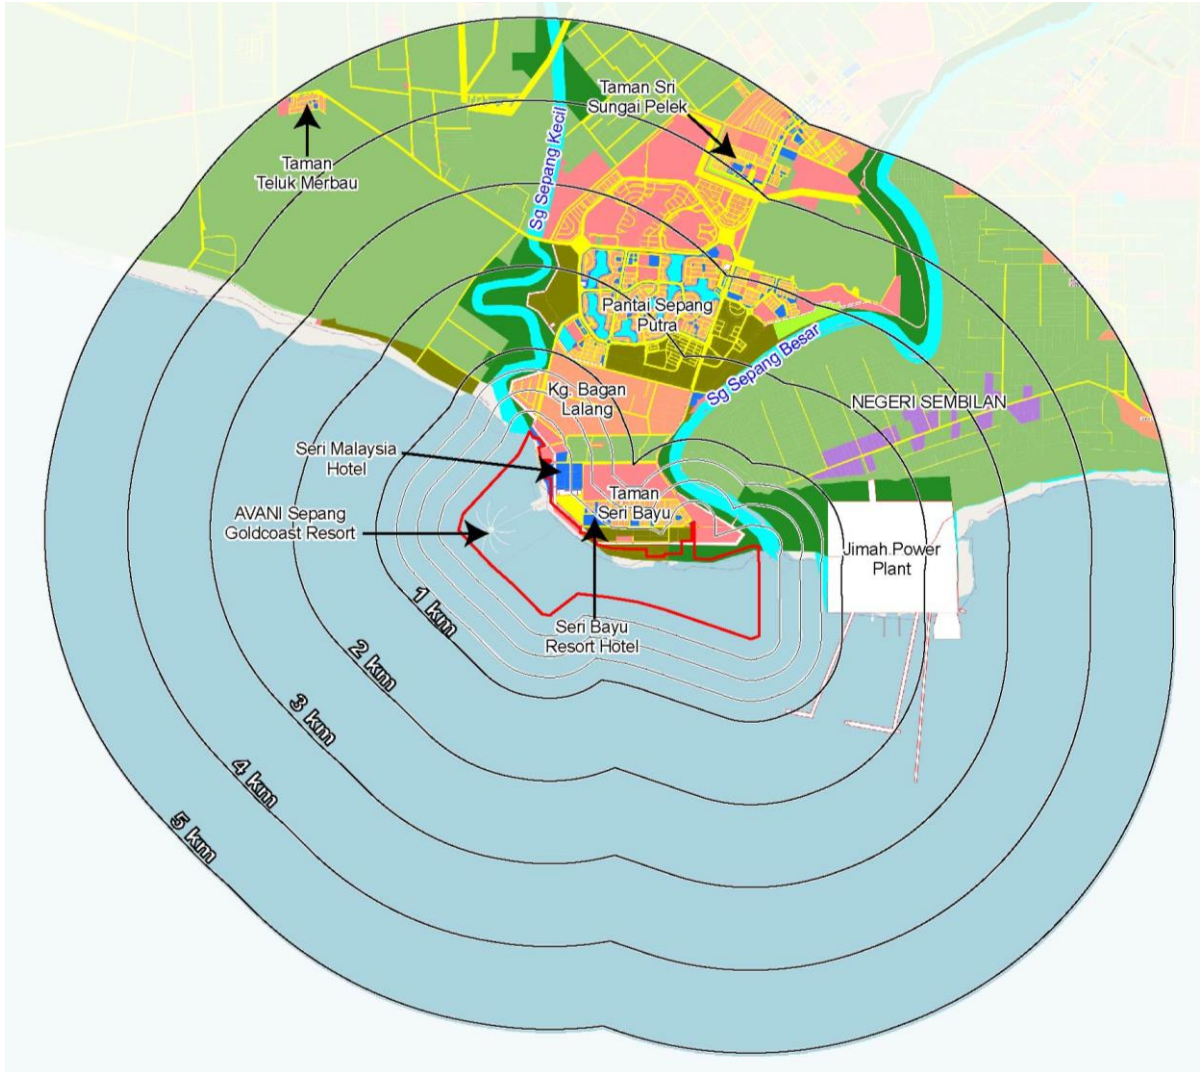 Taman Sri
Sungai Pelek
Sg Sepang Kecil
Taman
Teluk Merbau
Pantai Sepang
Putra
Sg Sepang Besar
Kg. Bagan
Lalang
NEGERI SEMBILAN
Seri Malaysia
Hotel
Taman
Seri Bayu
AVANI Sepang
Goldcoast Resort
Jimah Power
Plant
Seri Bayu
Resort Hotel
1 km
2 km
3 km
4 km
5 km